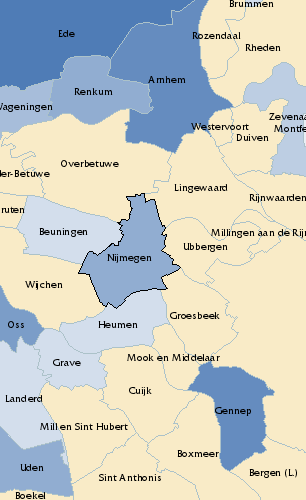 Brummen
Ede
Rozendaal
Rheden
Arnhem
Renkum
Wageningen
Zevenaa
Westervoort
Montfe
Duiven
Overbetuwe
der-Betuwe
Lingewaard
Rijnwaarden
ruten
Beuningen
Millingen aan de Rij
Ubbergen
Nijmegen
Wijchen
Groesbeek
Oss
Heumen
Mook en Middelaar
Grave
Cuijk
Landerd
Gennep
Mill en Sint Hubert
Boxmeer
Uden
Bergen (L.)
Sint Anthonis
Boekel